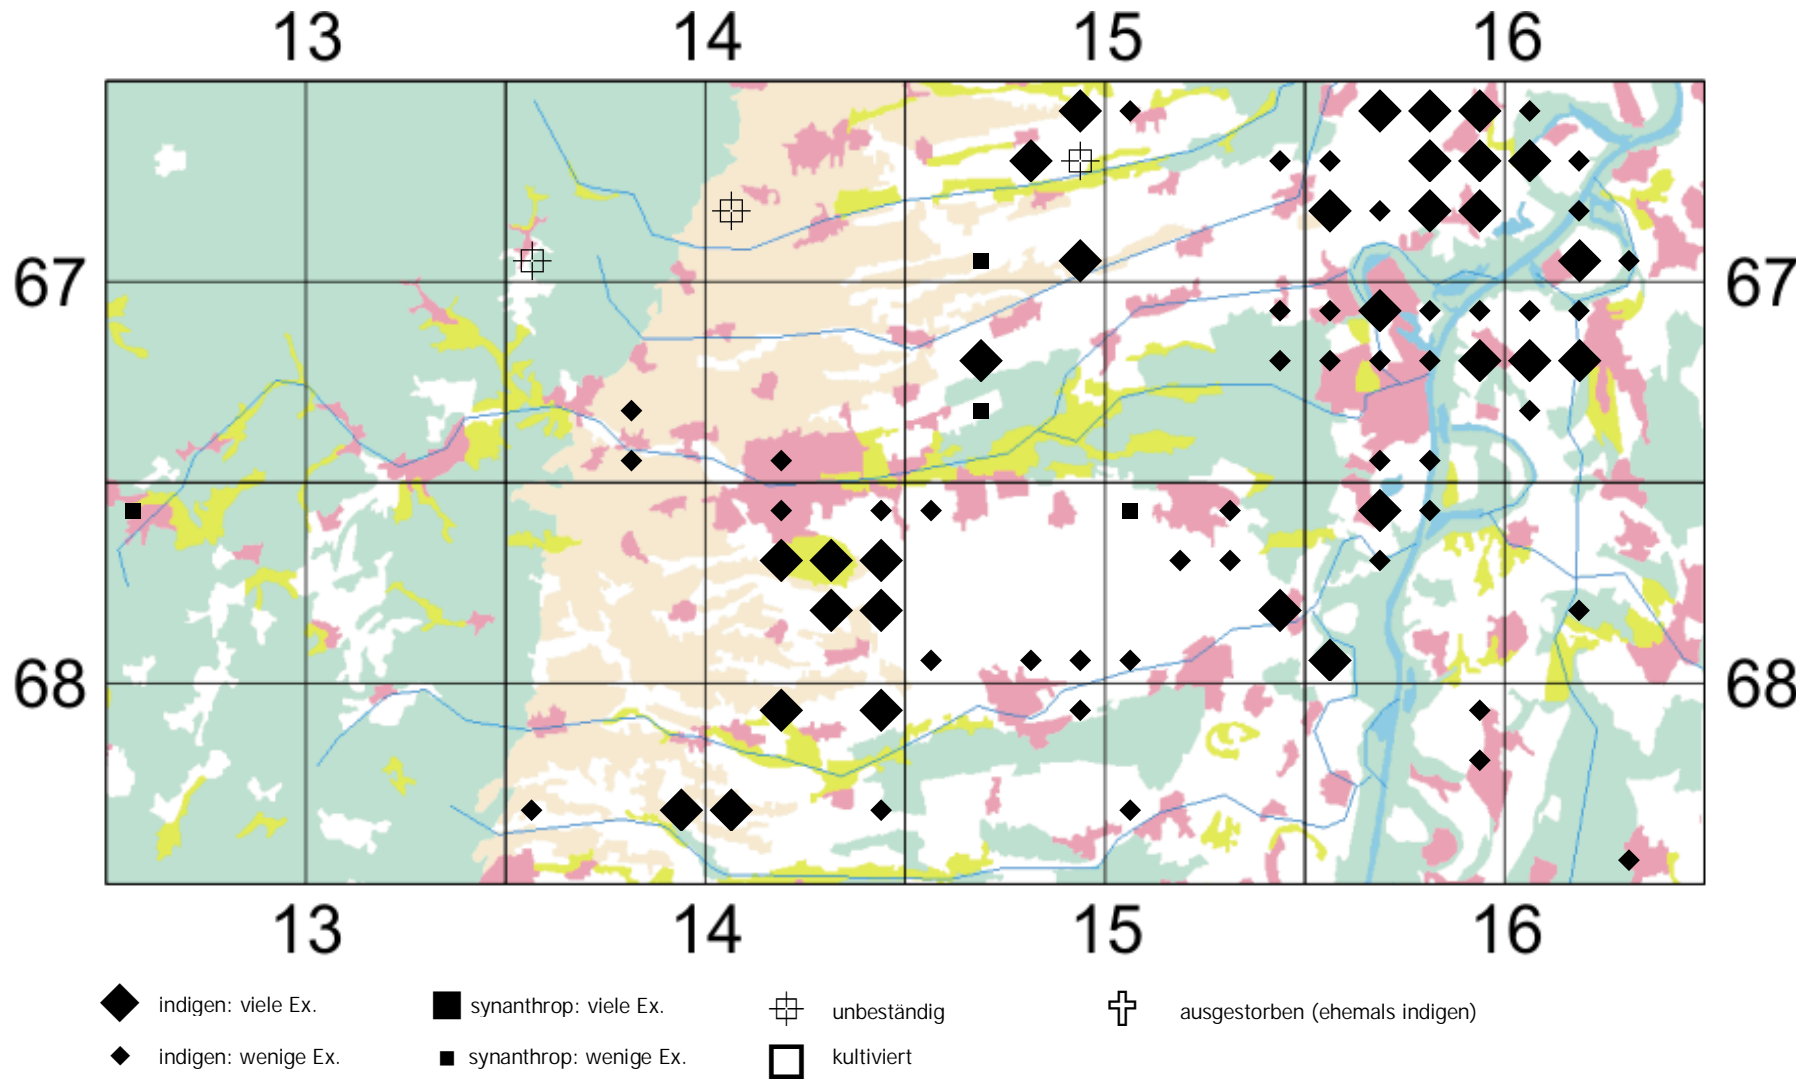 13 14 15 16
67 67
68 68
13 14 15 16
indigen: viele Ex. synanthrop: viele Ex. unbeständig ausgestorben (ehemals indigen)
indigen: wenige Ex. synanthrop: wenige Ex. kultiviert